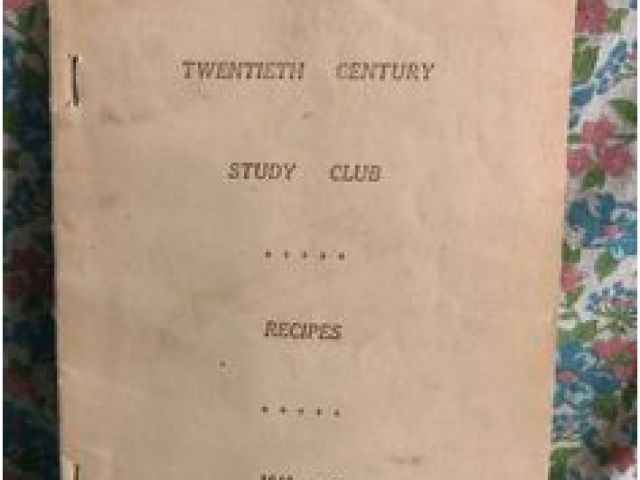 TWENTIETH CENTURY
STUDY CLUB
* * * * *
RECIPES
* * * * *